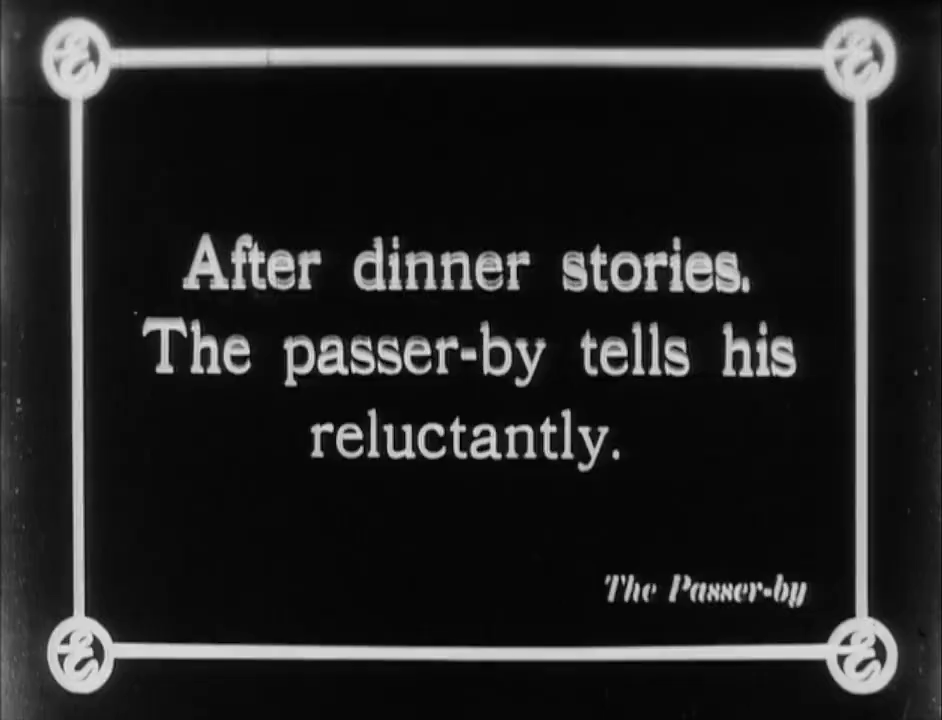 After dinner stories.
The passer-by tells his
reluctantly.
The Passer-by